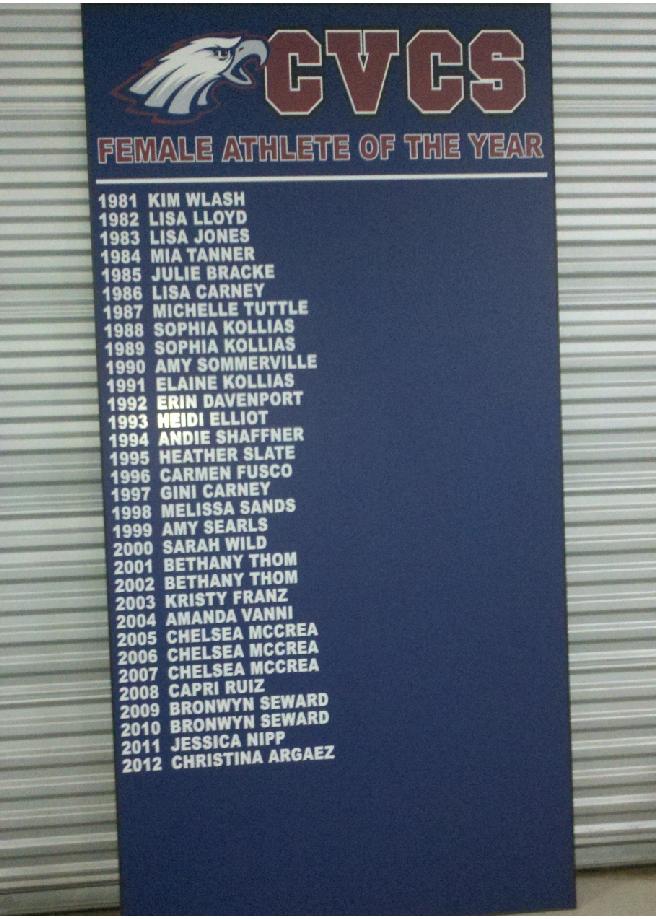 CVCS
FEMALE ATHLETE OF THE YEAR
1981 KIM WLASH
1982 LISA LLOYD
1983 LISA JONES
1984 MIA TANNER
1985 JULIE BRACKE
1986 LISA CARNEY
1987 MICHELLE TUTTLE
1988 SOPHIA KOLLIAS
1989 SOPHIA KOLLIAS
1990 AMY SOMMERVILLE
1991 ELAINE KOLLIAS
1992 ERIN DAVENPORT
1993 HEIDI ELLIOT
1994 ANDIE SHAFFNER
1995 HEATHER SLATE
1996 CARMEN FUSCO
1997 GINI CARNEY
1998 MELISSA SANDS
1999 AMY SEARLS
2000 SARAH WILD
2001 BETHANY THOM
2002 BETHANY THOM
2003 KRISTY FRANZ
2004 AMANDA VANNI
2005 CHELSEA MCCREA
2006 CHELSEA MCCREA
2007 CHELSEA MCCREA
2008 CAPRI RUIZ
2009 BRONWYN SEWARD
2010 BRONWYN SEWARD
2011 JESSICA NIPP
2012 CHRISTINA ARGAEZ